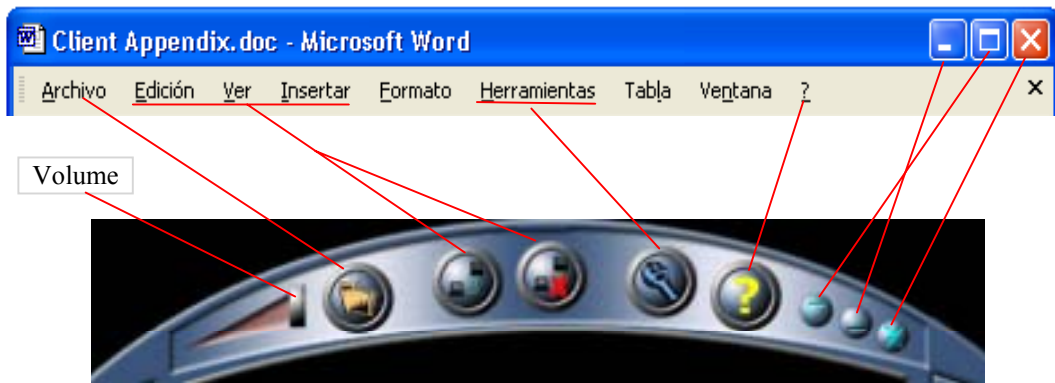 Client Appendix.doc - Microsoft Word
Archivo Edición Ver Insertar Formato Herramientas Tabla Ventana ?
Volume
?